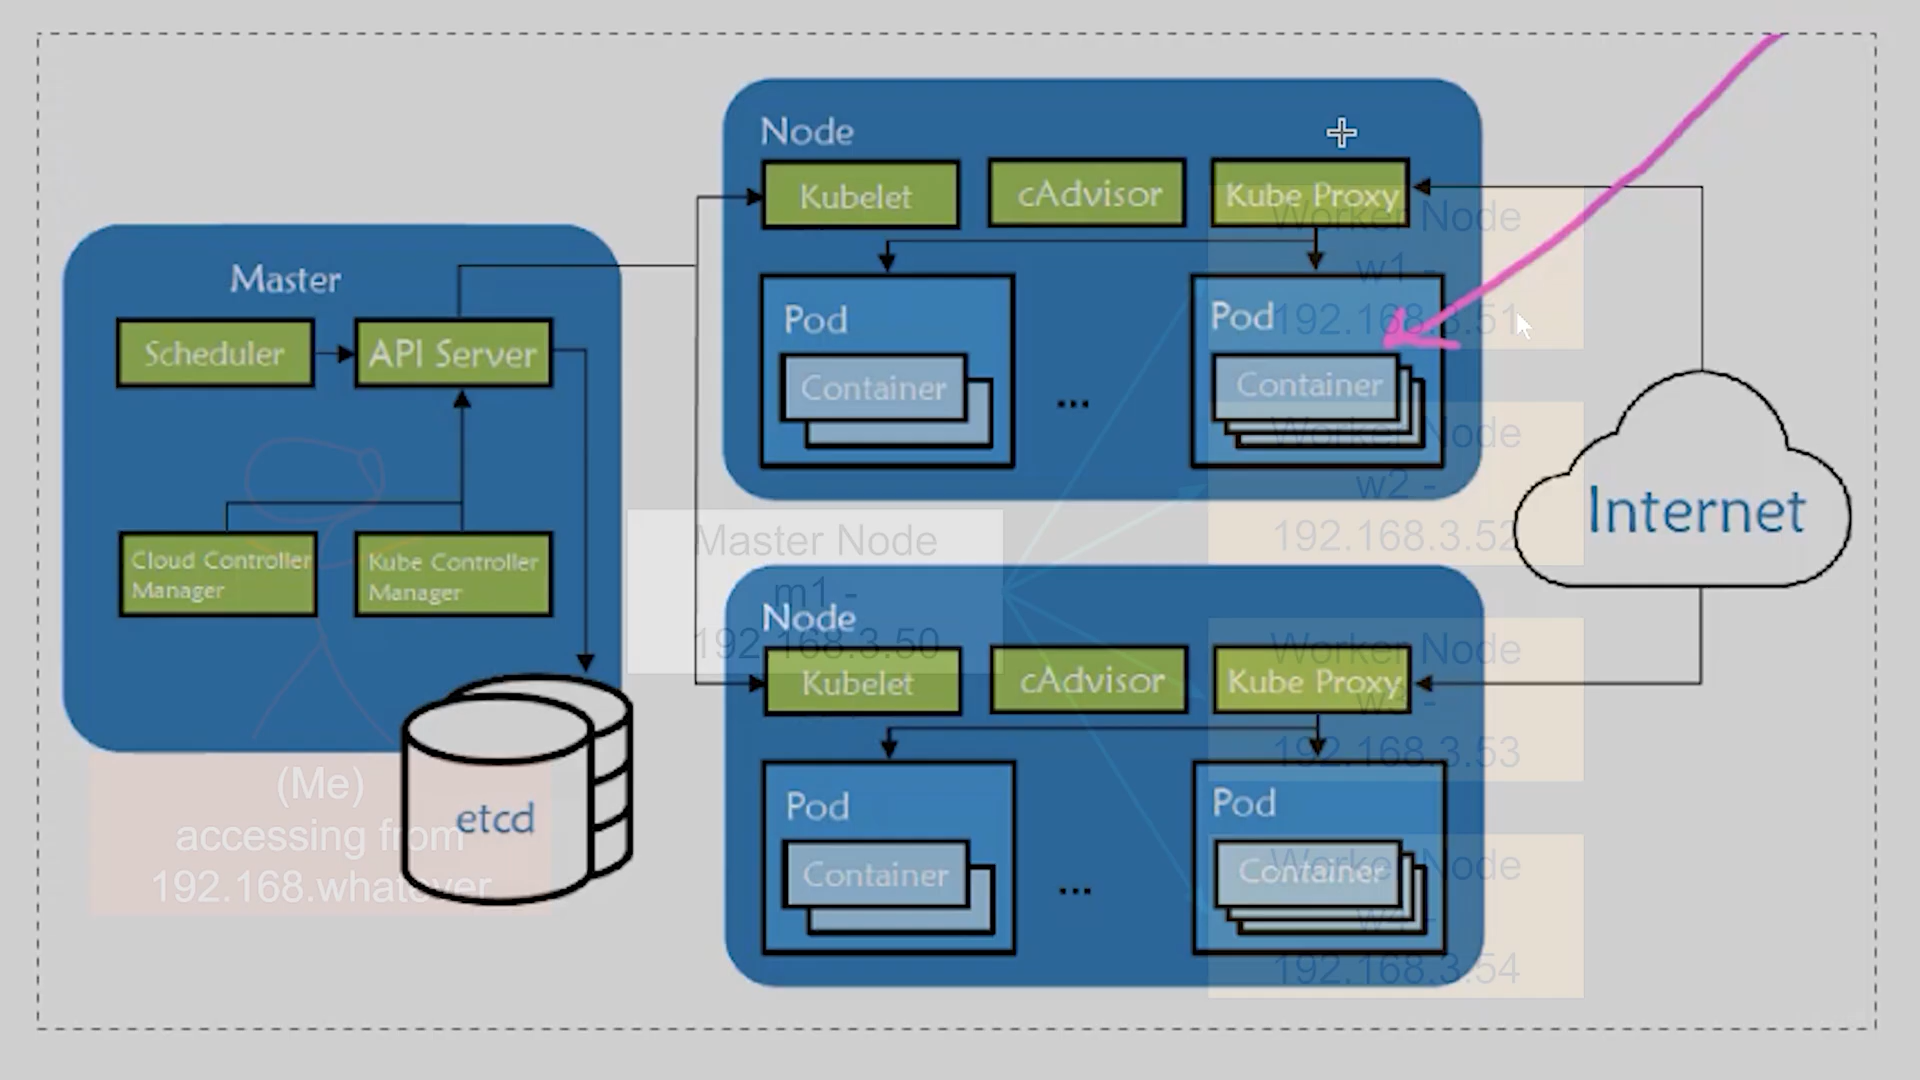 Master
Scheduler
API Server
Cloud Controller
Manager
Kube Controller
Manager
etcd
Node
Kubelet
cAdvisor
Kube Proxy
Pod
Container
...
Pod
Container
Node
Kubelet
cAdvisor
Kube Proxy
Pod
Container
...
Pod
Container
Internet
(Me)
accessing from
192.168.whatever
Master Node
m1 -
192.168.3.50
Worker Node
w1 -
192.168.3.51
Worker Node
w2 -
192.168.3.52
Worker Node
w3 -
192.168.3.53
Worker Node
w4 -
192.168.3.54